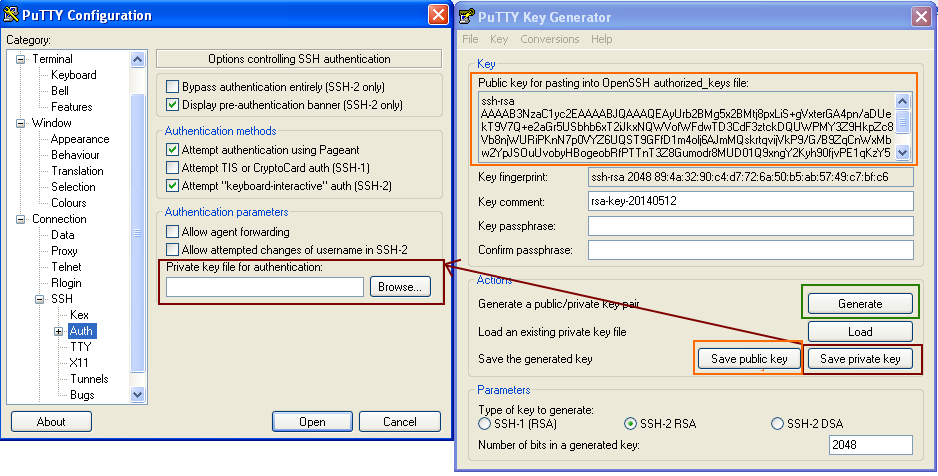 PuTTY Configuration
Category:
Terminal
Keyboard
Bell
Features
Window
Appearance
Behaviour
Translation
Selection
Colours
Connection
Data
Proxy
Telnet
Rlogin
SSH
Kex
Auth
TTY
X11
Tunnels
Bugs
Options controlling SSH authentication
Bypass authentication entirely (SSH-2 only)
Display pre-authentication banner (SSH-2 only)
Authentication methods
Attempt authentication using Pageant
Attempt TIS or CryptoCard auth (SSH-1)
Attempt "keyboard-interactive" auth (SSH-2)
Authentication parameters
Allow agent forwarding
Allow attempted changes of username in SSH-2
Private key file for authentication:
Browse...
About
Open
Cancel
PuTTY Key Generator
File Key Conversions Help
Key
Public key for pasting into OpenSSH authorized_keys file:
ssh-rsa
Key fingerprint:
ssh-rsa 2048 89:4a:32:90:c4:d7:72:6a:50:b5:ab:57:49:c7:bf:c6
Key comment:
rsa-key-20140512
Key passphrase:
Confirm passphrase:
Actions
Generate a public/private key pair
Generate
Load an existing private key file
Load
Save the generated key
Save public key
Save private key
Parameters
Type of key to generate:
SSH-1 (RSA)
SSH-2 RSA
SSH-2 DSA
Number of bits in a generated key:
2048